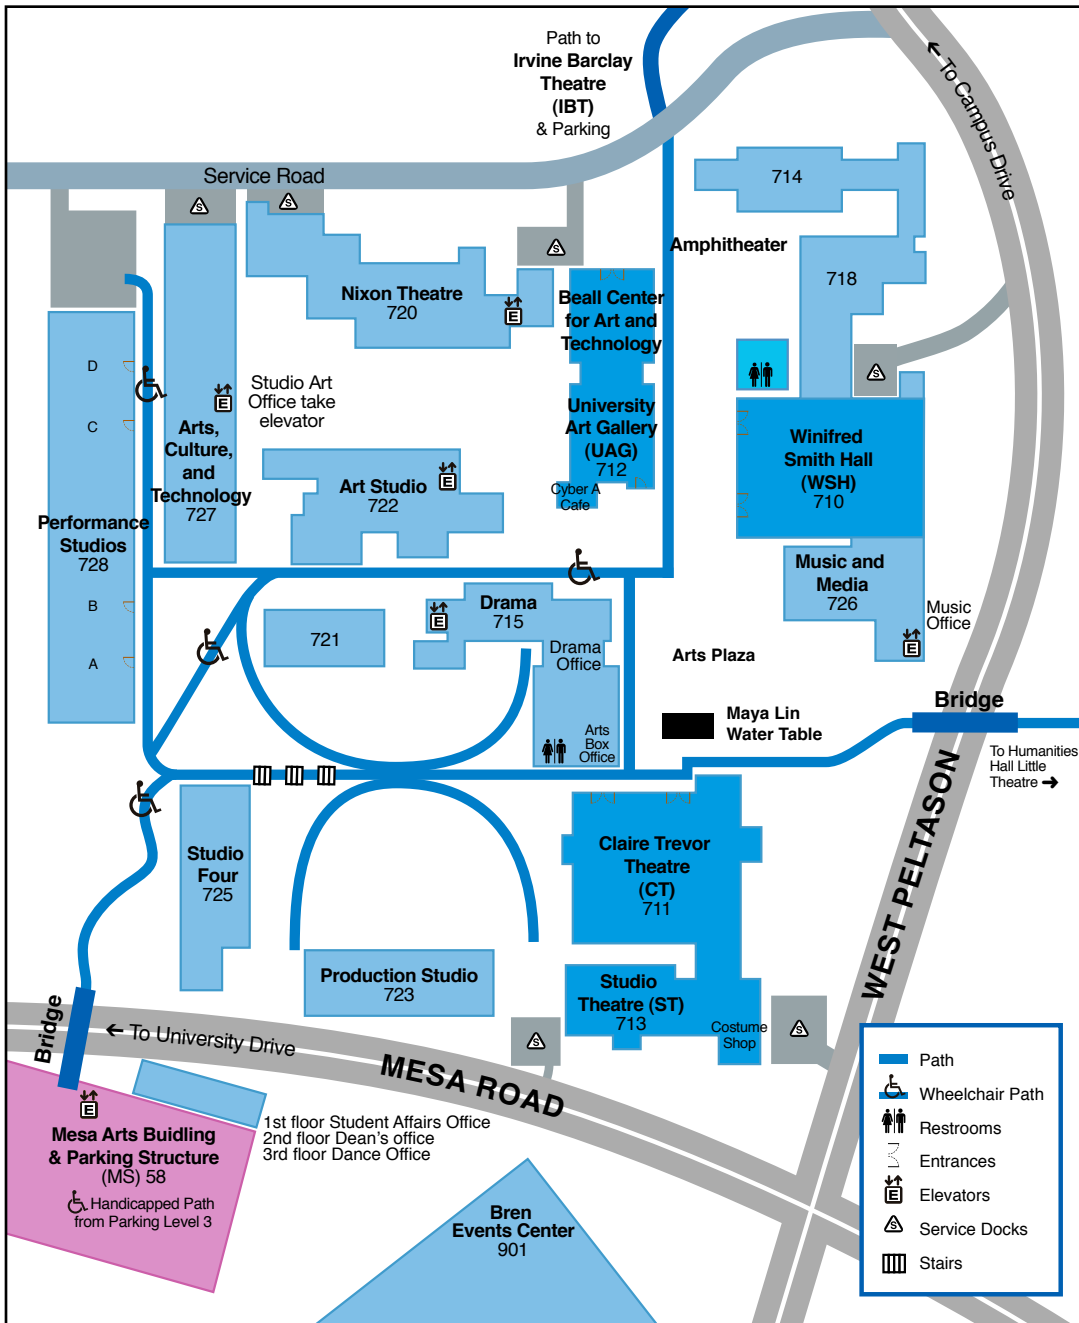 Path to
Irvine Barclay
Theatre
(IBT)
& Parking
← To Campus Drive
Service Road
S
S
S
714
Amphitheater
718
Nixon Theatre
720
E
Beall Center
for Art and
Technology
D
C
E
Studio Art
Office take
elevator
S
University
Art Gallery
(UAG)
712
Cyber A
Cafe
Winifred
Smith Hall
(WSH)
710
Arts,
Culture,
and
Technology
727
Art Studio
722
E
Performance
Studios
728
B
A
Music and
Media
726
Music
Office
E
721
E
Drama
715
Drama
Office
Arts
Box
Office
Arts Plaza
Maya Lin
Water Table
Bridge
To Humanities
Hall Little
Theatre →
WEST PELTASON
Studio
Four
725
Claire Trevor
Theatre
(CT)
711
Production Studio
723
Studio
Theatre (ST)
713
Costume
Shop
S
S
Bridge
← To University Drive
MESA ROAD
E
Mesa Arts Buidling
& Parking Structure
(MS) 58
Handicapped Path
from Parking Level 3
1st floor Student Affairs Office
2nd floor Dean's office
3rd floor Dance Office
Bren
Events Center
901
Path
Wheelchair Path
Restrooms
Entrances
E Elevators
S Service Docks
Stairs